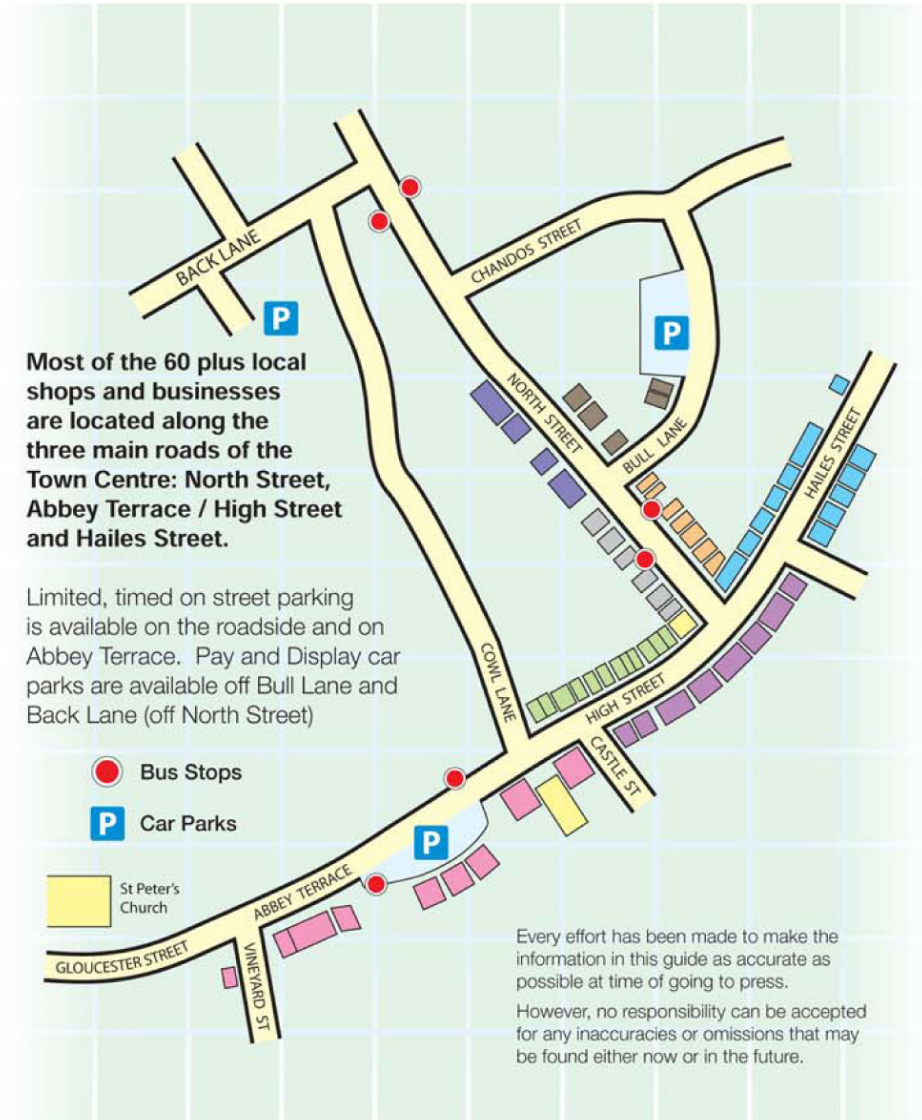 BACK LANE
CHANDOS STREET
P
P
Most of the 60 plus local
shops and businesses
are located along the
three main roads of the
Town Centre: North Street,
Abbey Terrace / High Street
and Hailes Street.
NORTH STREET
BULL LANE
HAILES STREET
Limited, timed on street parking
is available on the roadside and on
Abbey Terrace.  Pay and Display car
parks are available off Bull Lane and
Back Lane (off North Street)
COWL LANE
HIGH STREET
CASTLE ST
Bus Stops
P Car Parks
P
St Peter's
Church
ABBEY TERRACE
GLOUCESTER STREET
VINEYARD ST
Every effort has been made to make the
information in this guide as accurate as
possible at time of going to press.
However, no responsibility can be accepted
for any inaccuracies or omissions that may
be found either now or in the future.